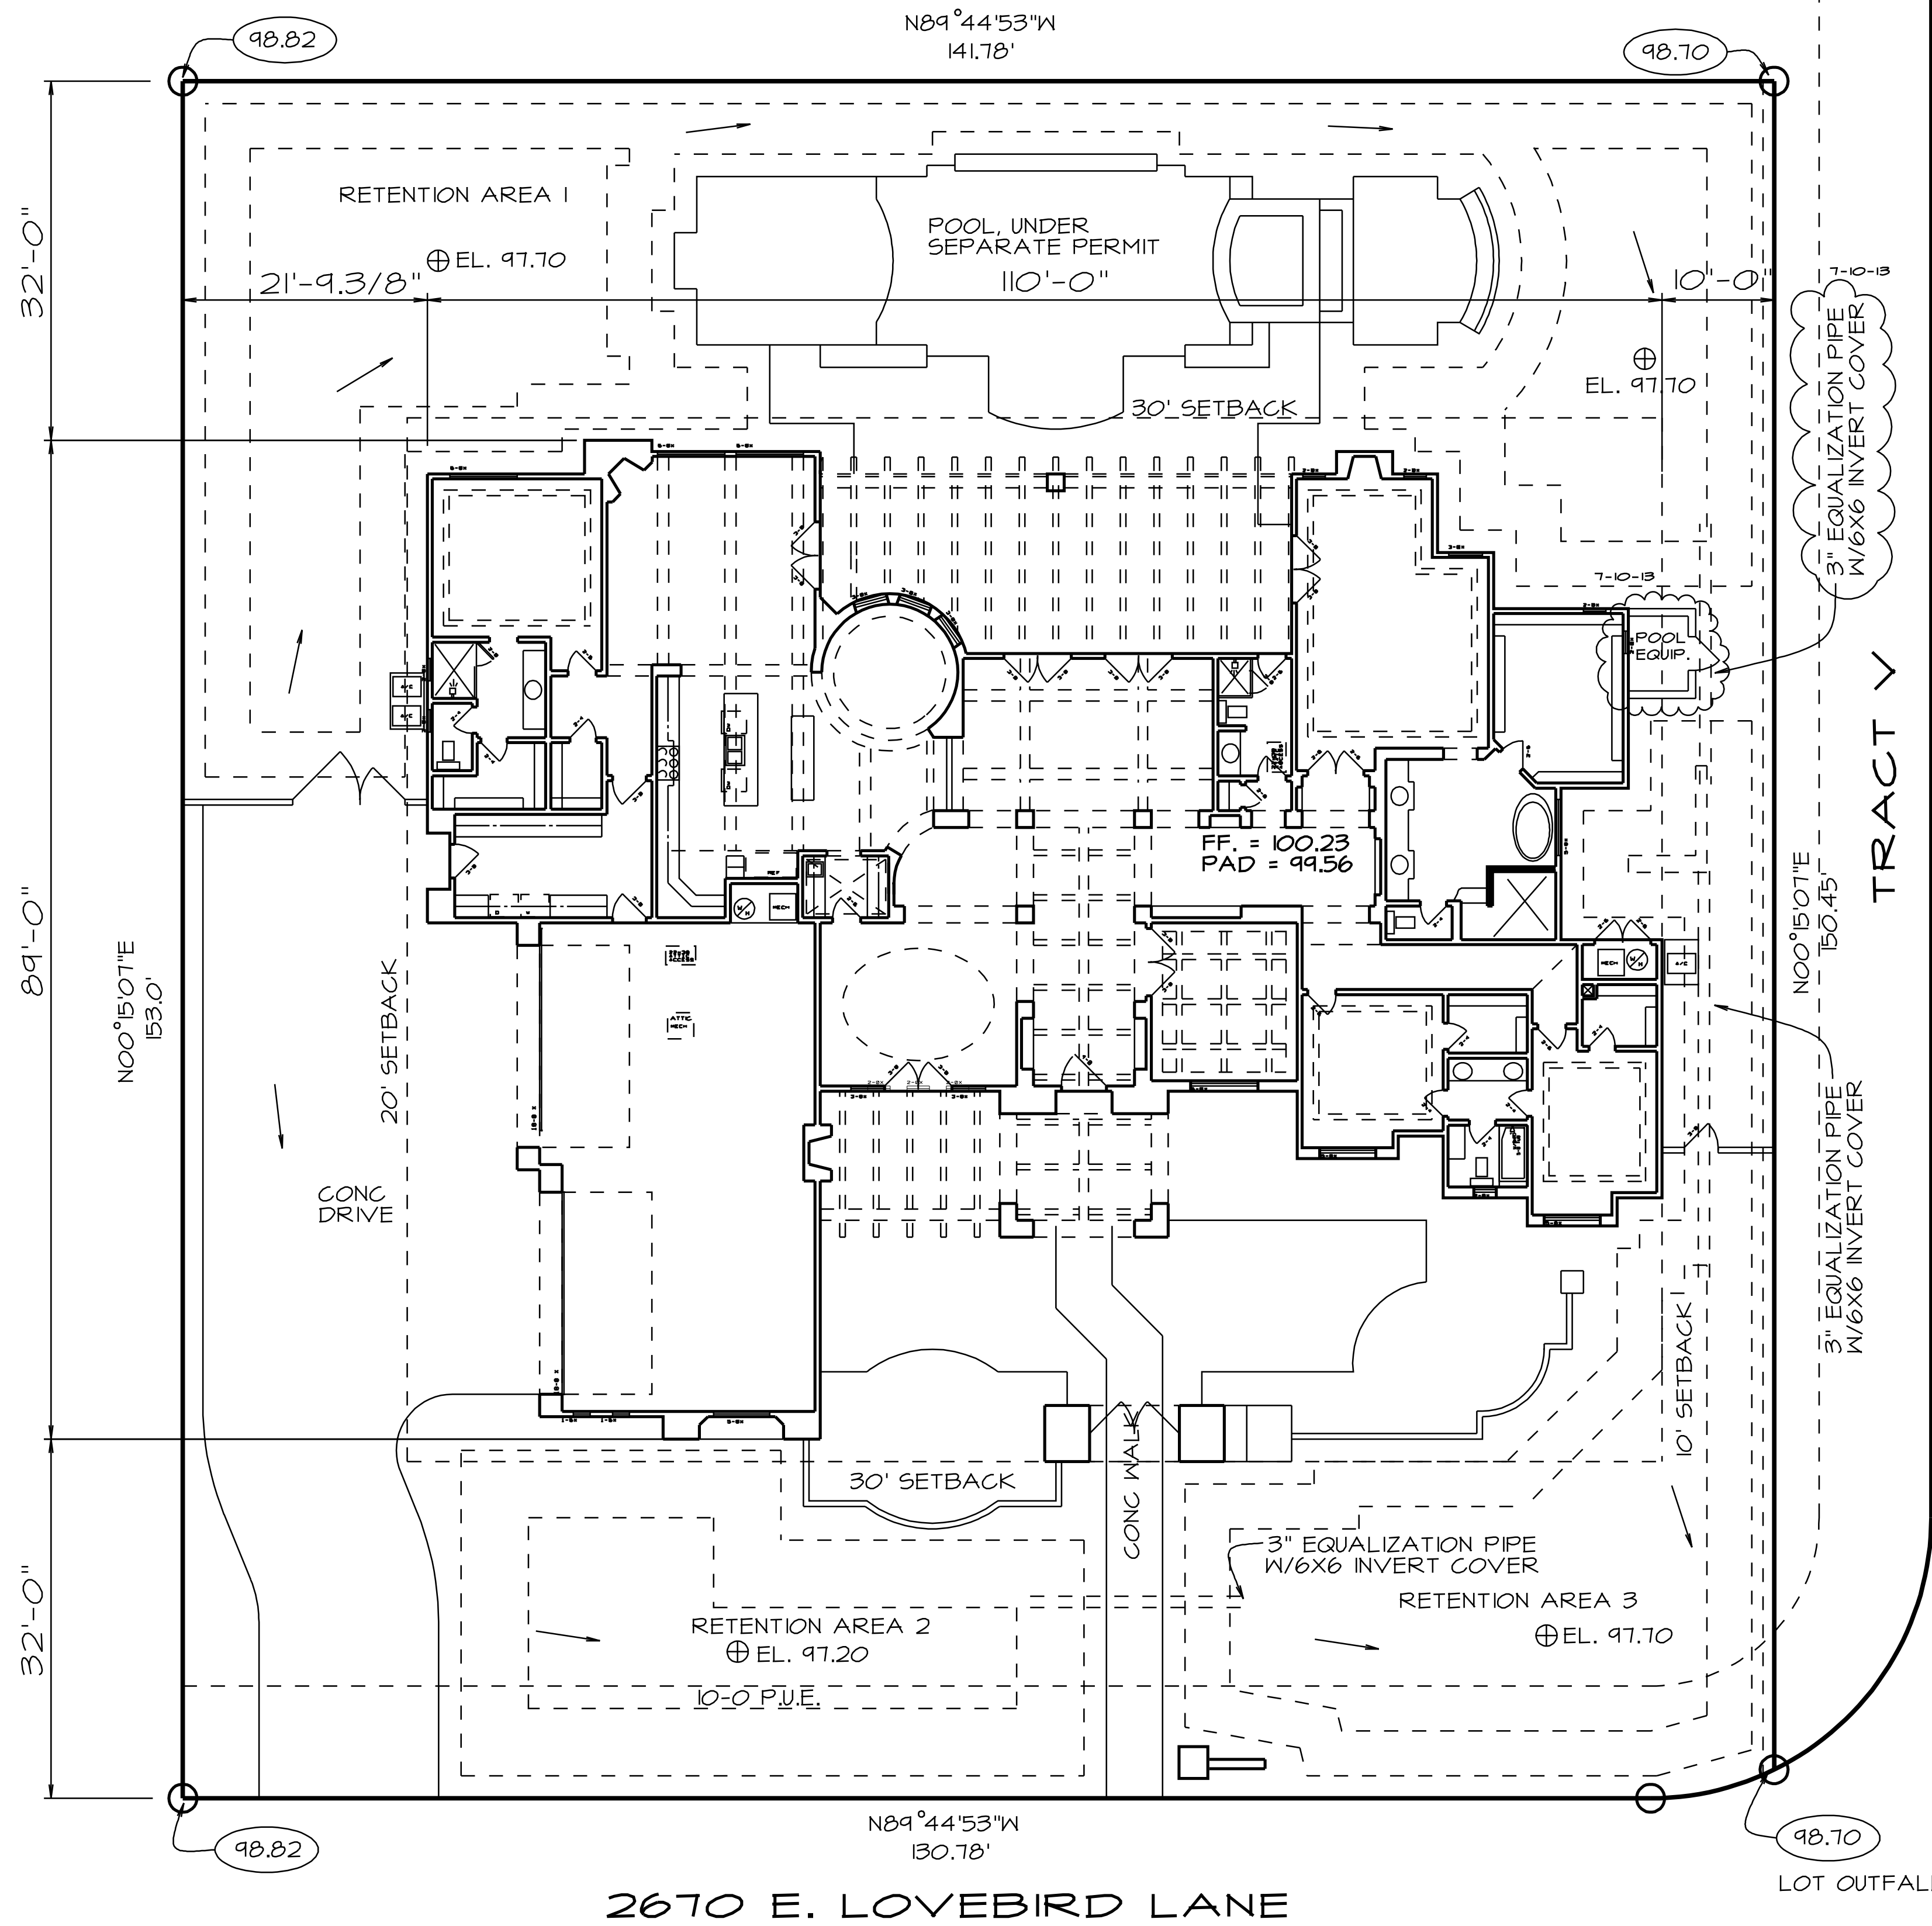 98.82
N89°44'53"W
141.78'
98.70
32'-0"
RETENTION AREA 1
EL. 97.70
21'-9.3/8"
POOL, UNDER
SEPARATE PERMIT
110'-0"
10'-0"
7-10-13
3" EQUALIZATION PIPE
W/6X6 INVERT COVER
EL. 97.70
30' SETBACK
7-10-13
POOL
EQUIP.
TRACT V
A/C
A/C
REF
MECH
W/H
FF. = 100.23
PAD = 99.56
N00°15'07"E
150.45'
89'-0"
N00°15'07"E
153.0'
20' SETBACK
ATTIC
MECH
MECH
W/H
A/C
3" EQUALIZATION PIPE
W/6X6 INVERT COVER
CONC
DRIVE
10' SETBACK
30' SETBACK
CONC WALK
32'-0"
3" EQUALIZATION PIPE
W/6X6 INVERT COVER
RETENTION AREA 3
EL. 97.70
RETENTION AREA 2
EL. 97.20
10-0 P.U.E.
98.82
N89°44'53"W
130.78'
98.70
LOT OUTFALL
2670 E. LOVEBIRD LANE